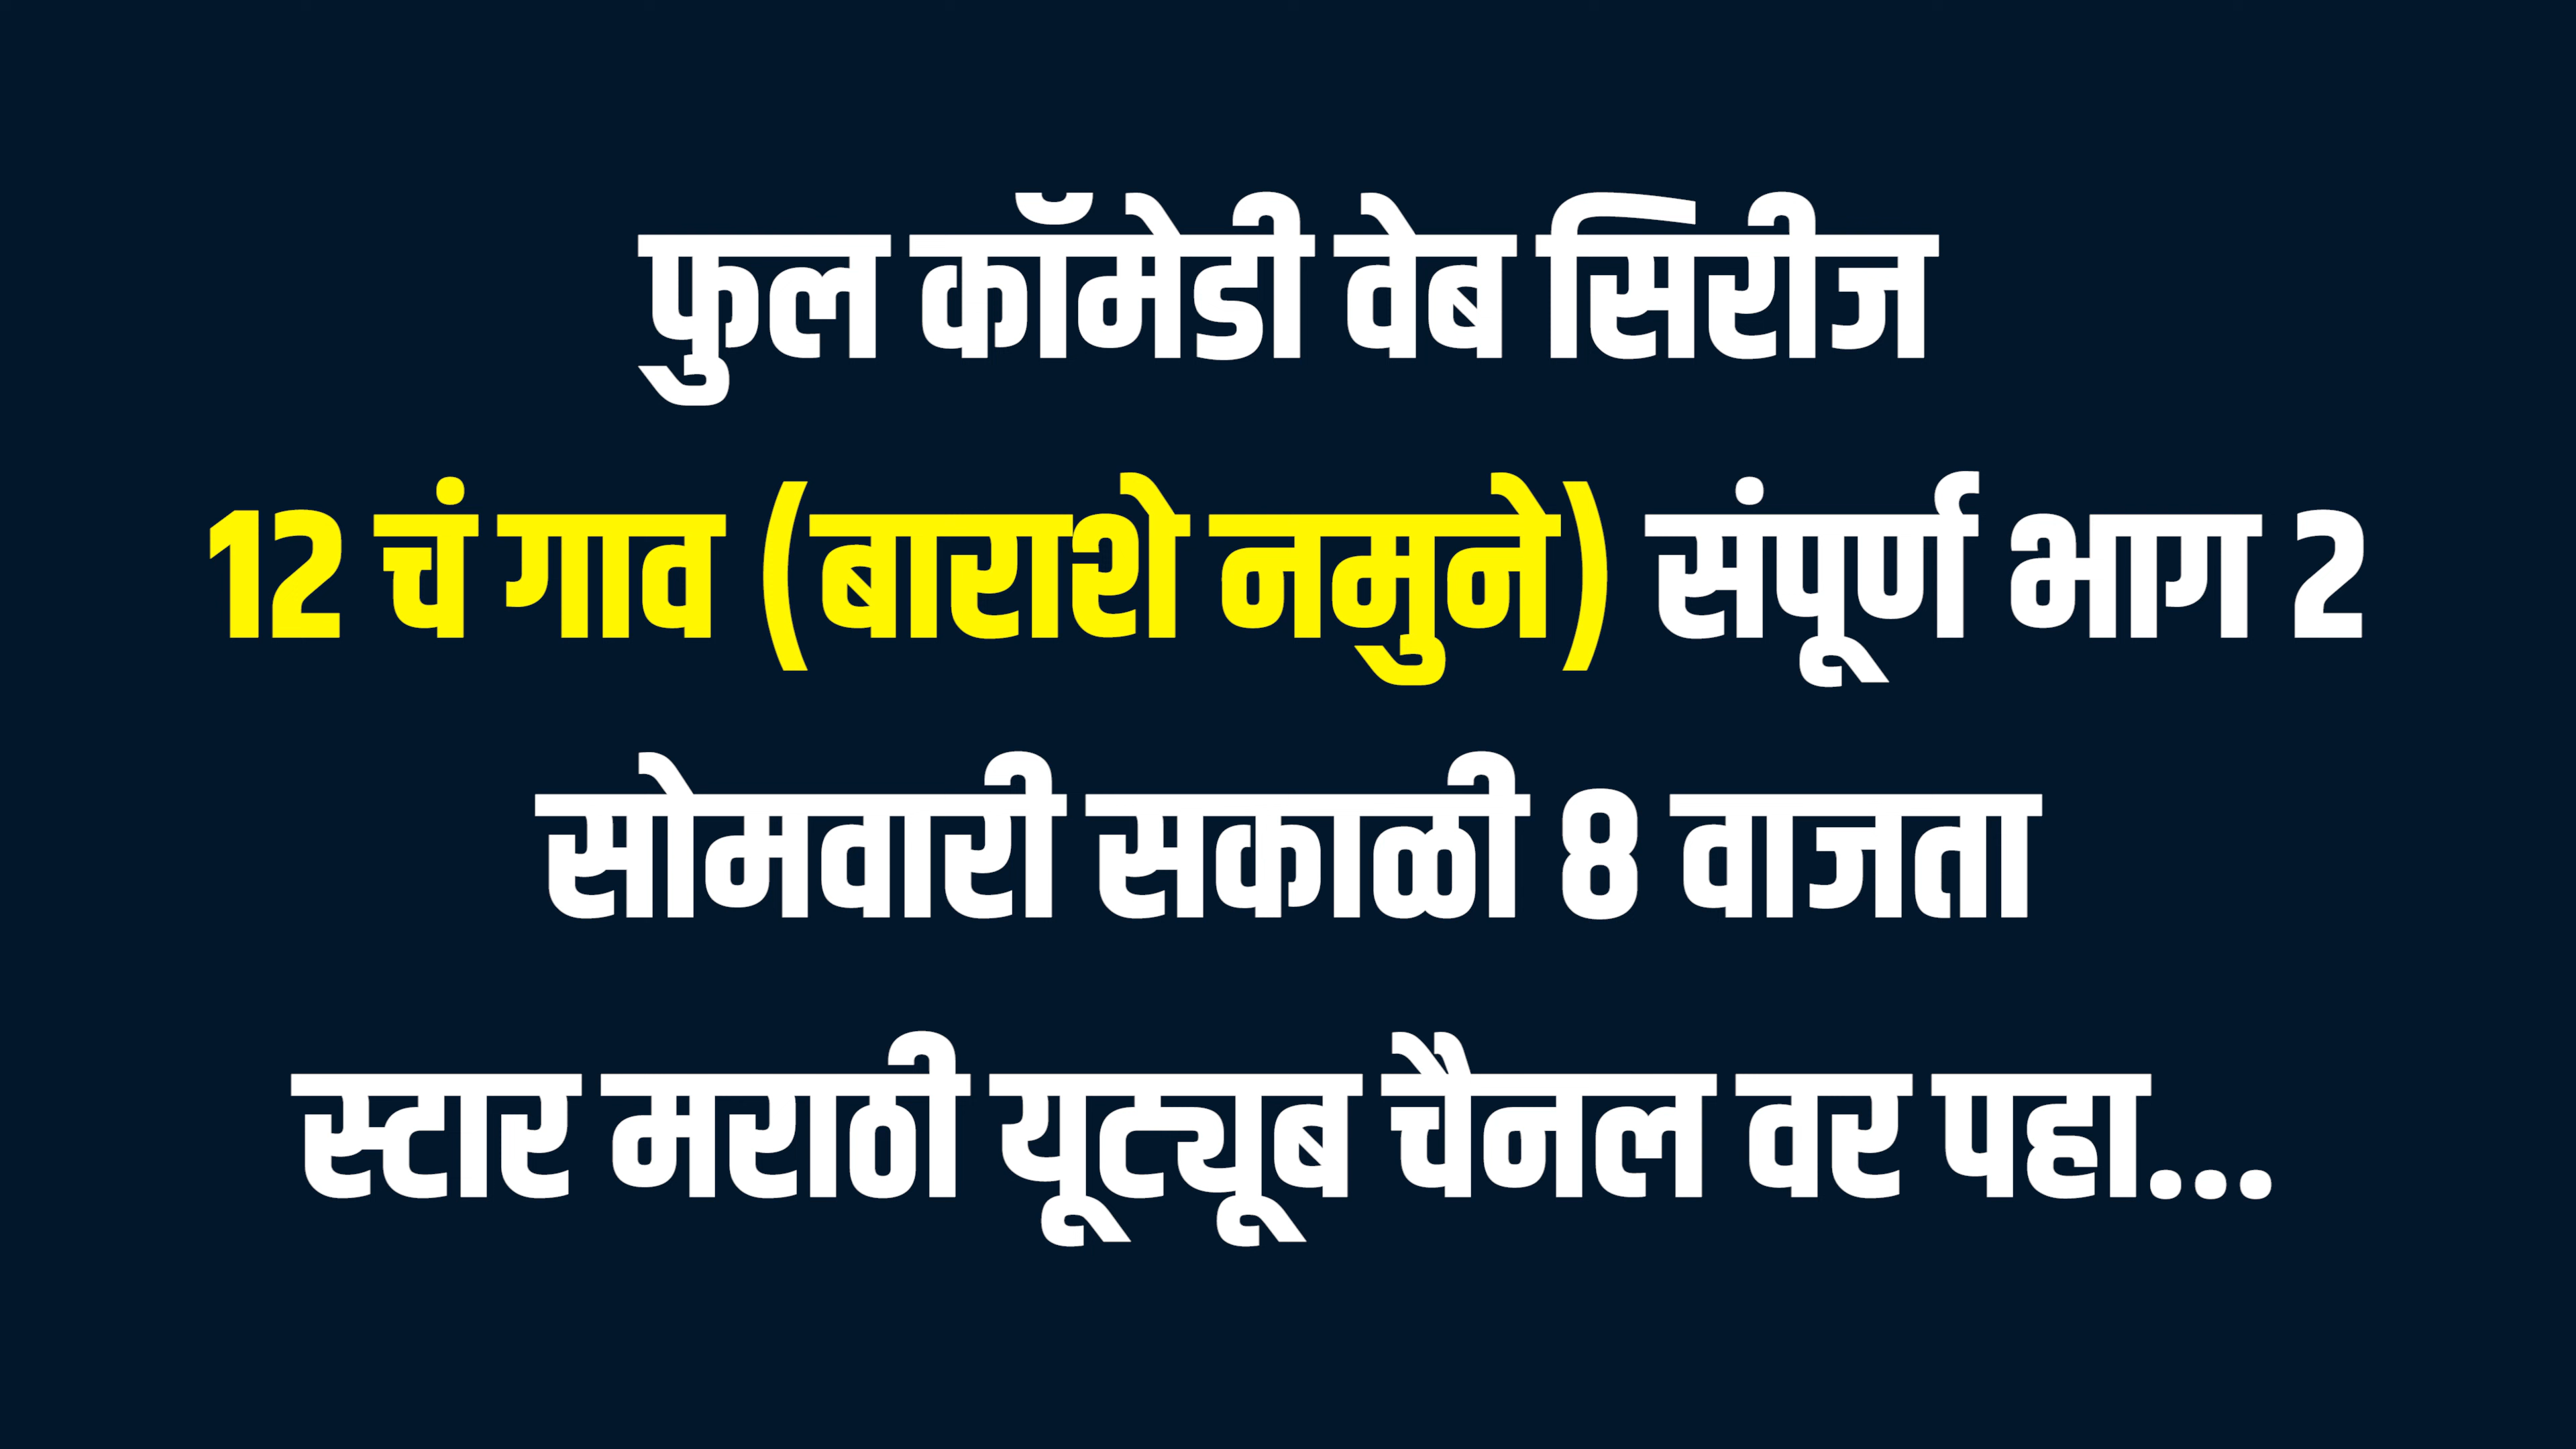 फुल कॉमेडी वेब सिरीज
12 चं गाव (बाराशे नमुने) संपूर्ण भाग 2
सोमवारी सकाळी 8 वाजता
स्टार मराठी यूट्यूब चैनल वर पहा...